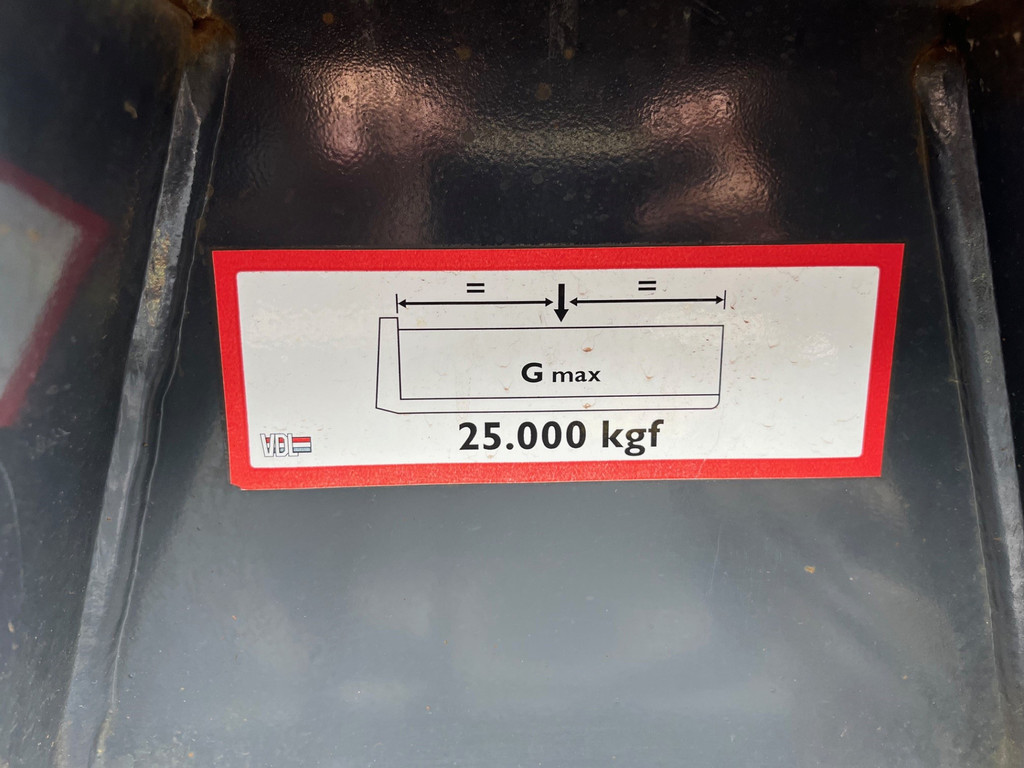 = =
G max
25.000 kgf
VDL